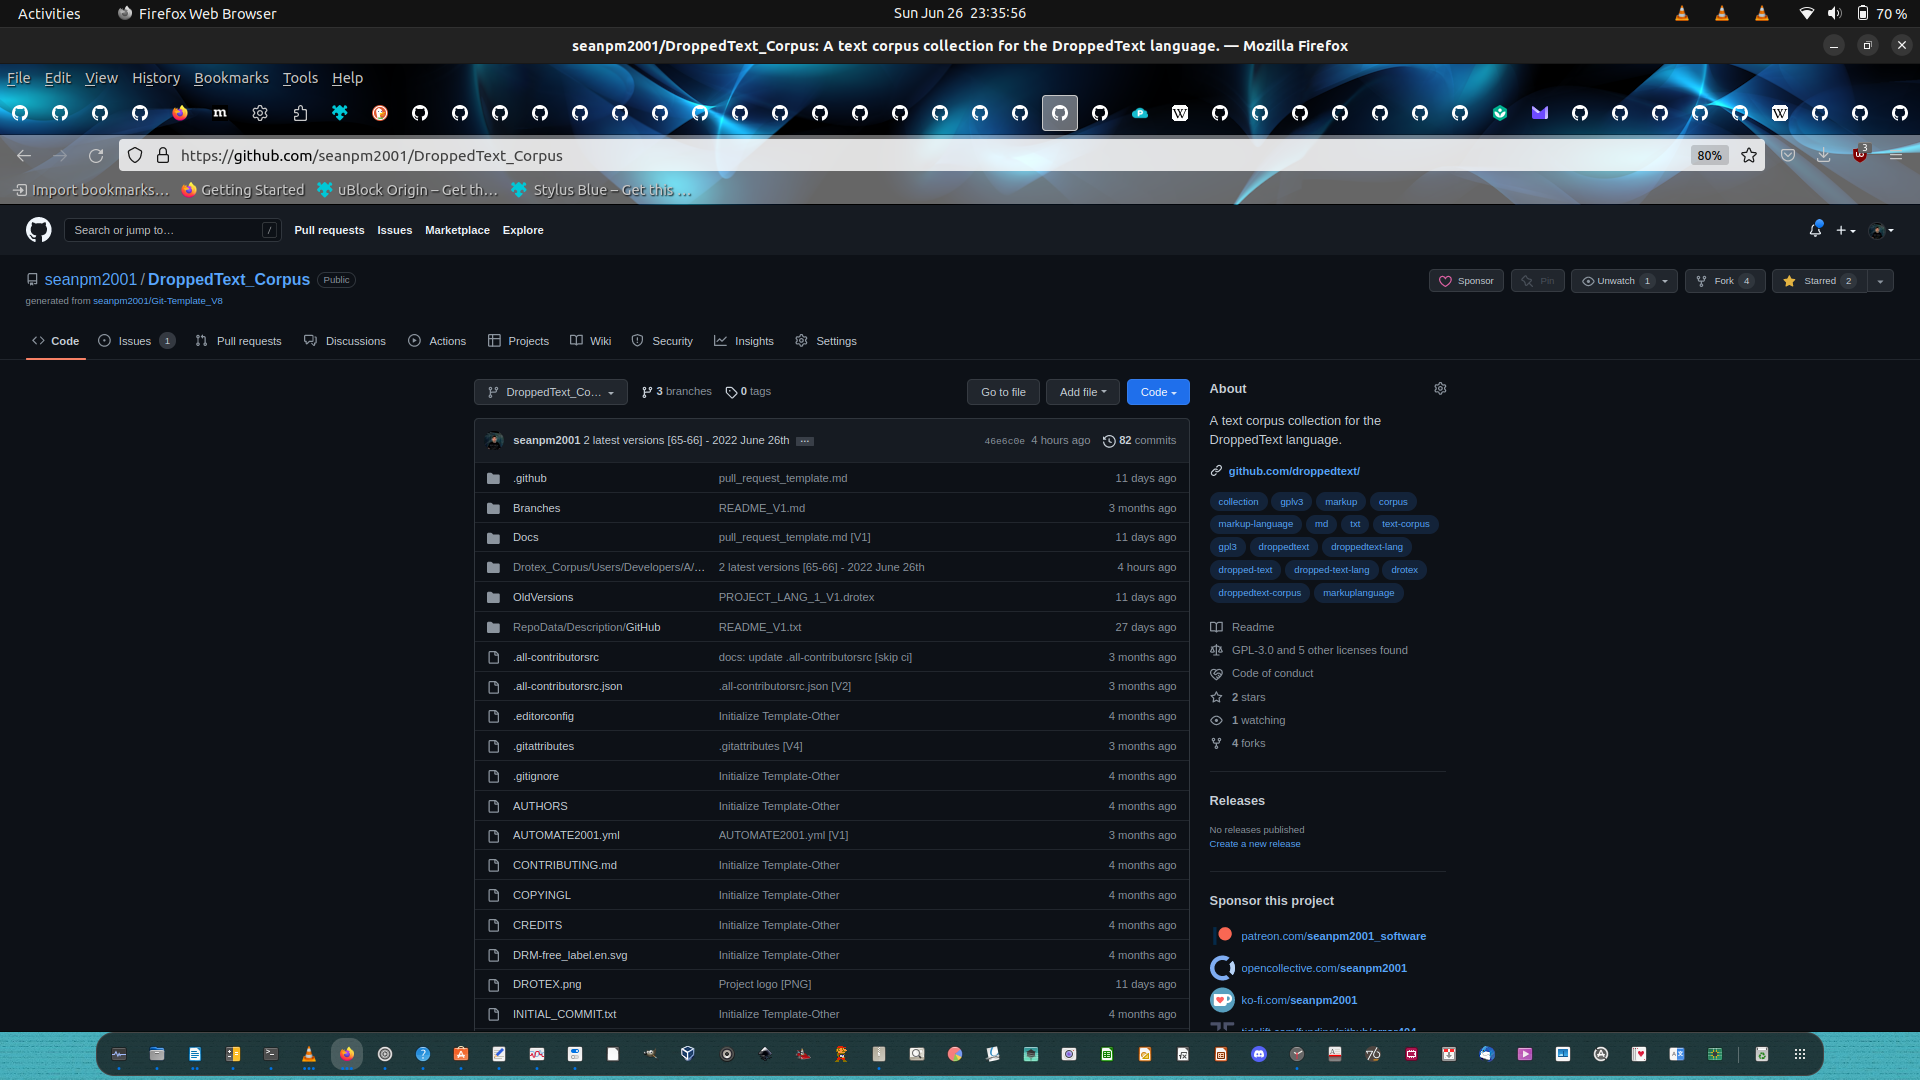 Activities
Firefox Web Browser
Sun Jun 26 23:35:56
70 %
seanpm2001/DroppedText_Corpus: A text corpus collection for the DroppedText language. — Mozilla Firefox
File Edit View History Bookmarks Tools Help
https://github.com/seanpm2001/DroppedText_Corpus
80%
3
Import bookmarks…
Getting Started
uBlock Origin – Get th…
Stylus Blue – Get this …
Search or jump to…
/
Pull requests
Issues
Marketplace
Explore
seanpm2001 / DroppedText_Corpus
Public
generated from seanpm2001/Git-Template_V8
Sponsor
Pin
Unwatch 1
Fork 4
Starred 2
Code
Issues 1
Pull requests
Discussions
Actions
Projects
Wiki
Security
Insights
Settings
DroppedText_Co…
3 branches
0 tags
Go to file
Add file
Code
seanpm2001 2 latest versions [65-66] - 2022 June 26th …
46e6c0e 4 hours ago
82 commits
.github pull_request_template.md 11 days ago
Branches README_V1.md 3 months ago
Docs pull_request_template.md [V1] 11 days ago
Drotex_Corpus/Users/Developers/A/… 2 latest versions [65-66] - 2022 June 26th 4 hours ago
OldVersions PROJECT_LANG_1_V1.drotex 11 days ago
RepoData/Description/GitHub README_V1.txt 27 days ago
.all-contributorsrc docs: update .all-contributorsrc [skip ci] 3 months ago
.all-contributorsrc.json .all-contributorsrc.json [V2] 3 months ago
.editorconfig Initialize Template-Other 4 months ago
.gitattributes .gitattributes [V4] 3 months ago
.gitignore Initialize Template-Other 4 months ago
AUTHORS Initialize Template-Other 4 months ago
AUTOMATE2001.yml AUTOMATE2001.yml [V1] 3 months ago
CONTRIBUTING.md Initialize Template-Other 4 months ago
COPYINGL Initialize Template-Other 4 months ago
CREDITS Initialize Template-Other 4 months ago
DRM-free_label.en.svg Initialize Template-Other 4 months ago
DROTEX.png Project logo [PNG] 11 days ago
INITIAL_COMMIT.txt Initialize Template-Other 4 months ago
About
A text corpus collection for the
DroppedText language.
github.com/droppedtext/
collection gplv3 markup corpus
markup-language md txt text-corpus
gpl3 droppedtext droppedtext-lang
dropped-text dropped-text-lang drotex
droppedtext-corpus markuplanguage
Readme
GPL-3.0 and 5 other licenses found
Code of conduct
2 stars
1 watching
4 forks
Releases
No releases published
Create a new release
Sponsor this project
patreon.com/seanpm2001_software
opencollective.com/seanpm2001
ko-fi.com/seanpm2001
tidelift.com/funding/github/error404